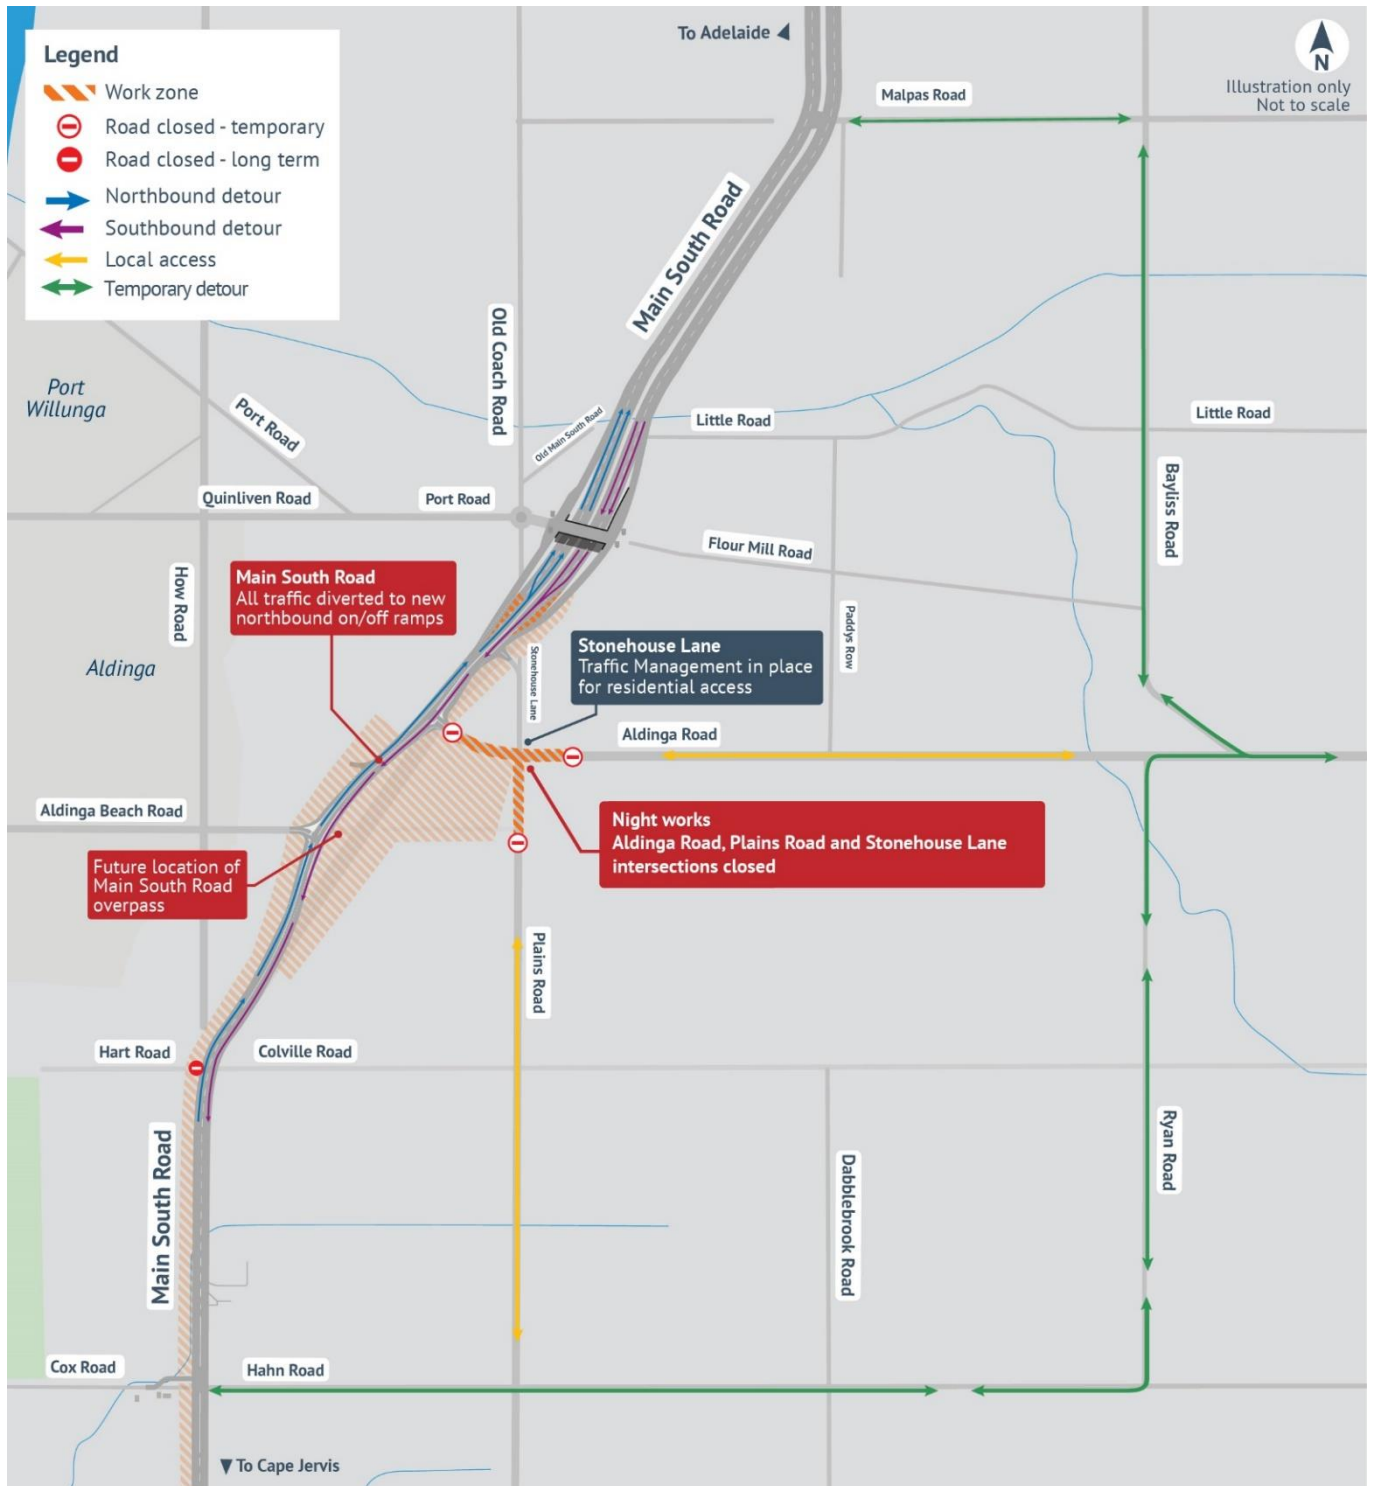 To Adelaide
N
Illustration only
Not to scale
Legend
Work zone
Road closed - temporary
Road closed - long term
Northbound detour
Southbound detour
Local access
Temporary detour
Malpas Road
Main South Road
Old Coach Road
Port
Willunga
Port Road
Old Main South Road
Little Road
Little Road
Quinliven Road
Port Road
Bayliss Road
Flour Mill Road
How Road
Main South Road
All traffic diverted to new
northbound on/off ramps
Paddys Row
Stonehouse Lane
Stonehouse Lane
Traffic Management in place
for residential access
Aldinga
Aldinga Road
Aldinga Beach Road
Night works
Aldinga Road, Plains Road and Stonehouse Lane
intersections closed
Future location of
Main South Road
overpass
Plains Road
Hart Road
Colville Road
Ryan Road
Main South Road
Dabblebrook Road
Cox Road
Hahn Road
To Cape Jervis